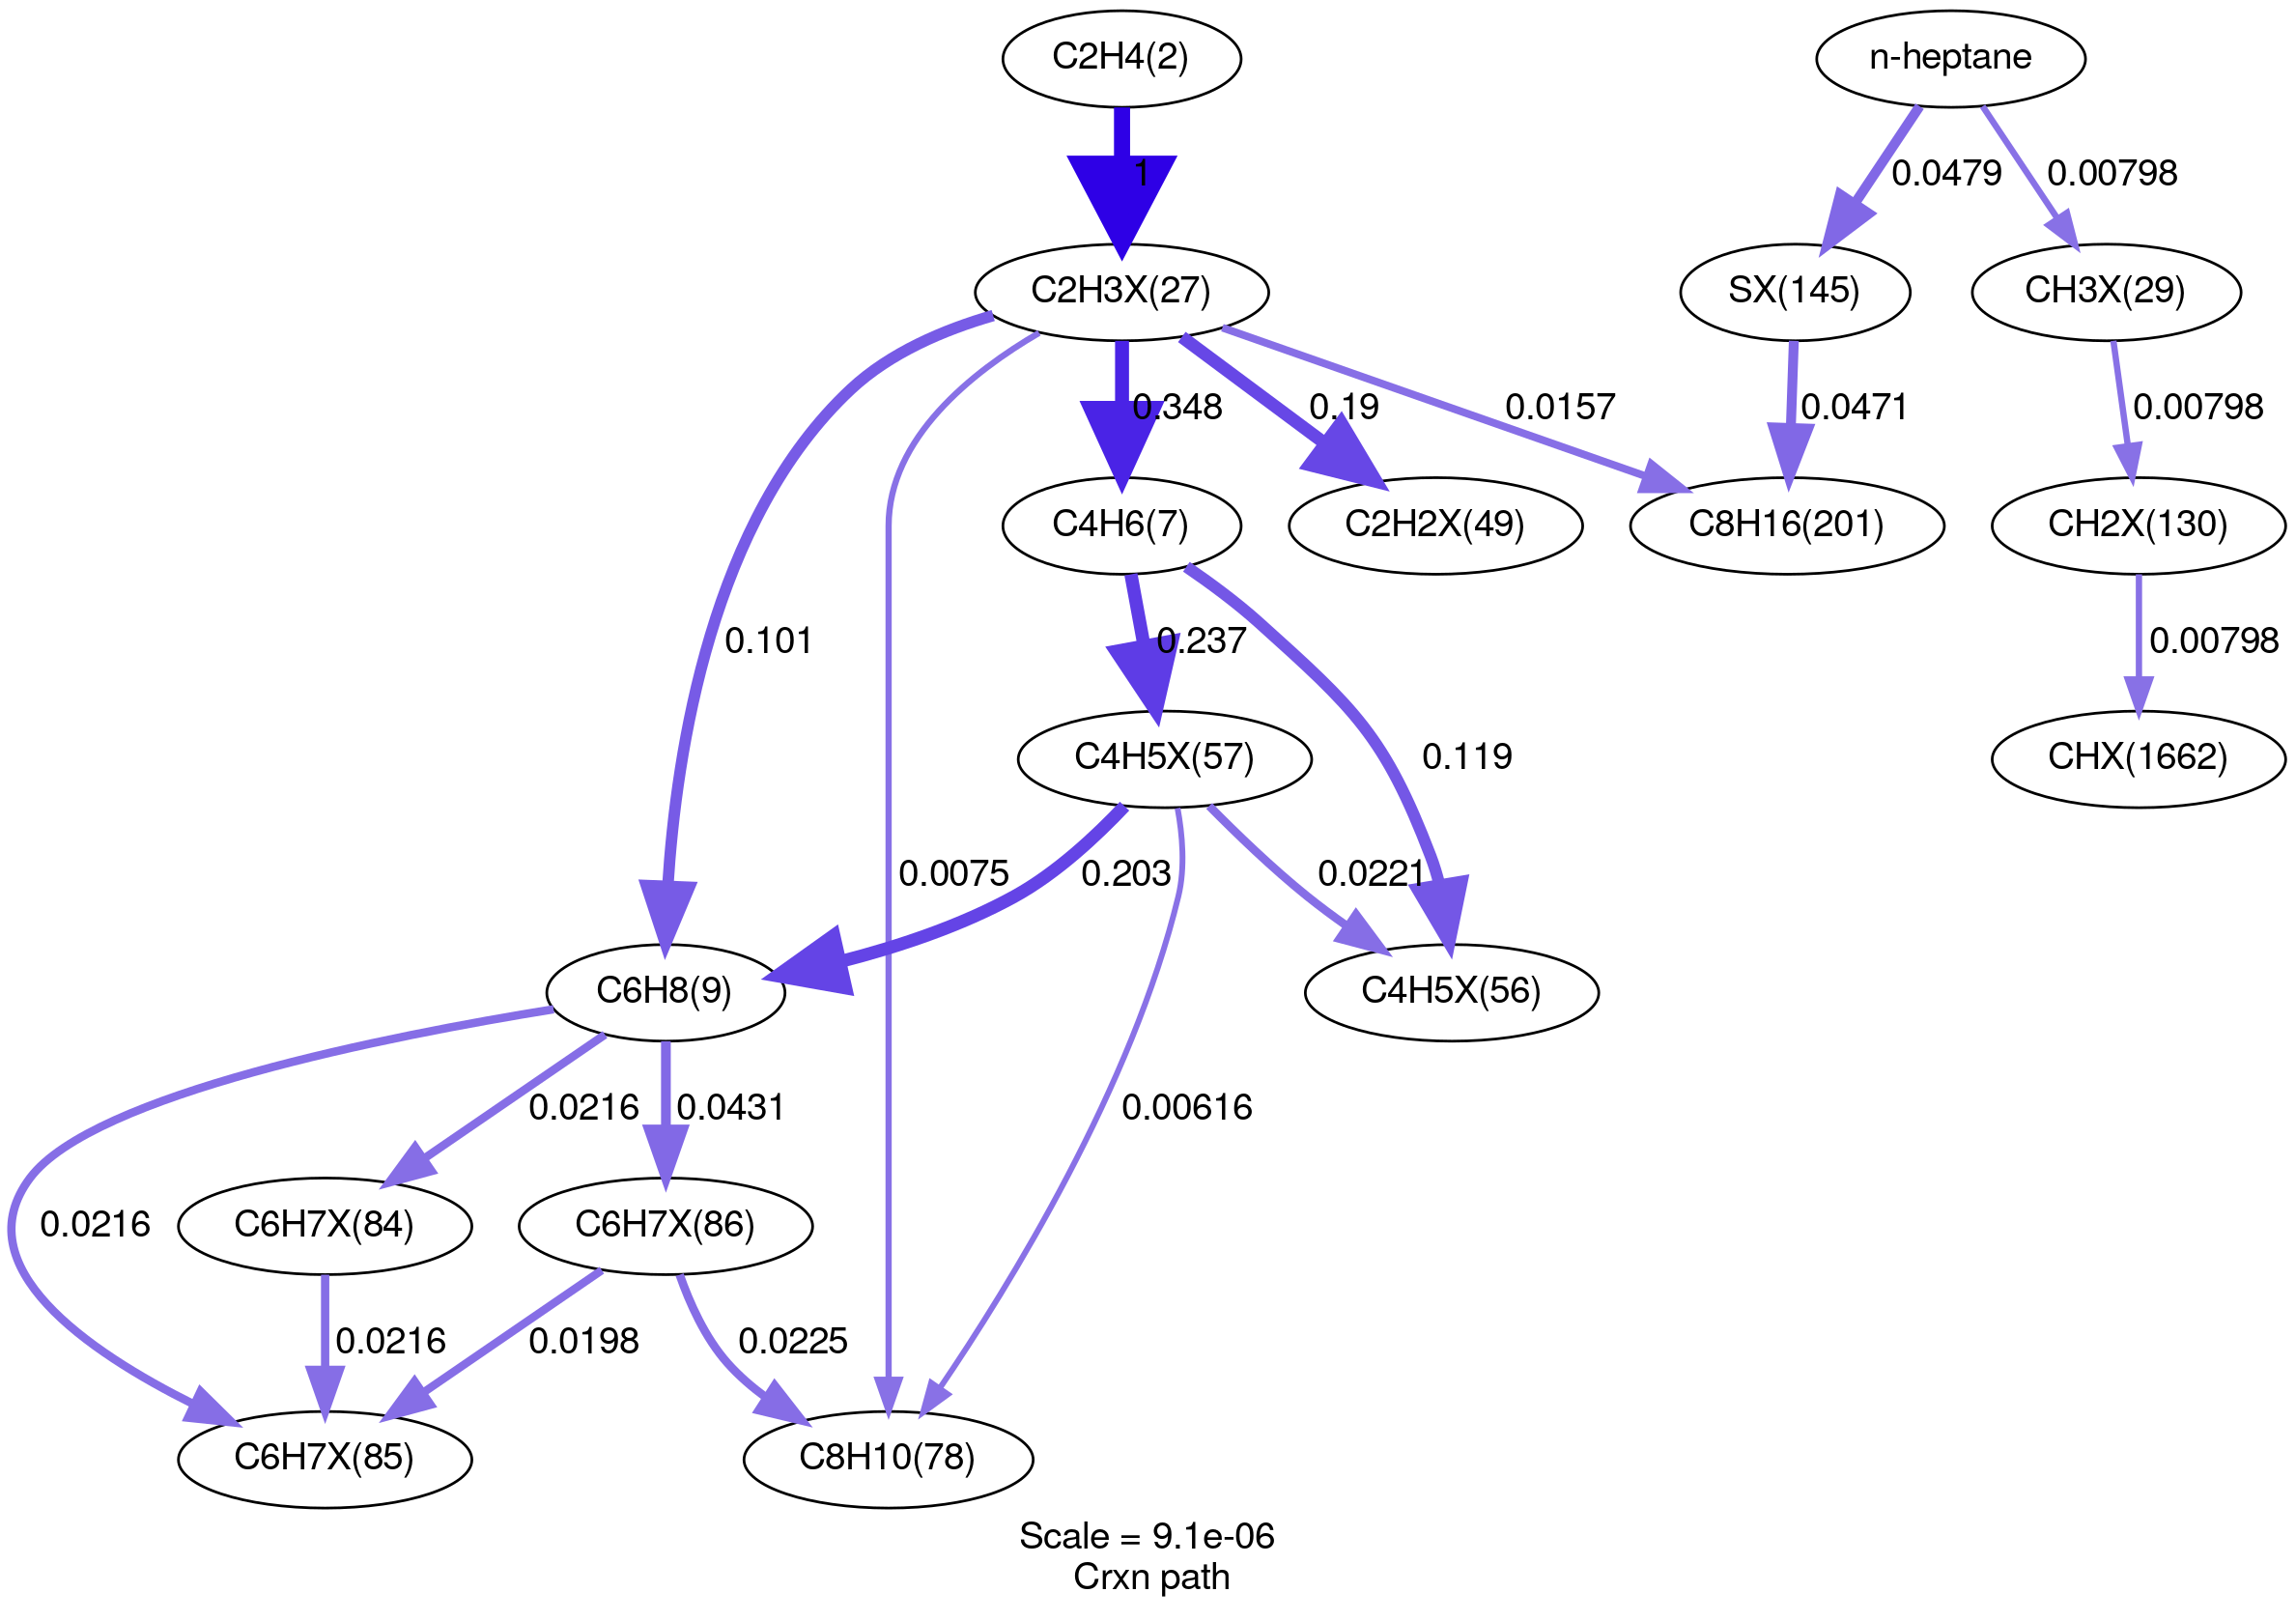 C2H4(2)
n-heptane
1
0.0479
0.00798
C2H3X(27)
SX(145)
CH3X(29)
0.348
0.19
0.0157
0.0471
0.00798
C4H6(7)
C2H2X(49)
C8H16(201)
CH2X(130)
0.101
0.237
0.00798
C4H5X(57)
0.119
CHX(1662)
0.0075
0.203
0.0221
C6H8(9)
C4H5X(56)
0.0216
0.0431
0.00616
0.0216
C6H7X(84)
C6H7X(86)
0.0216
0.0198
0.0225
C6H7X(85)
C8H10(78)
Scale = 9.1e-06
Crxn path